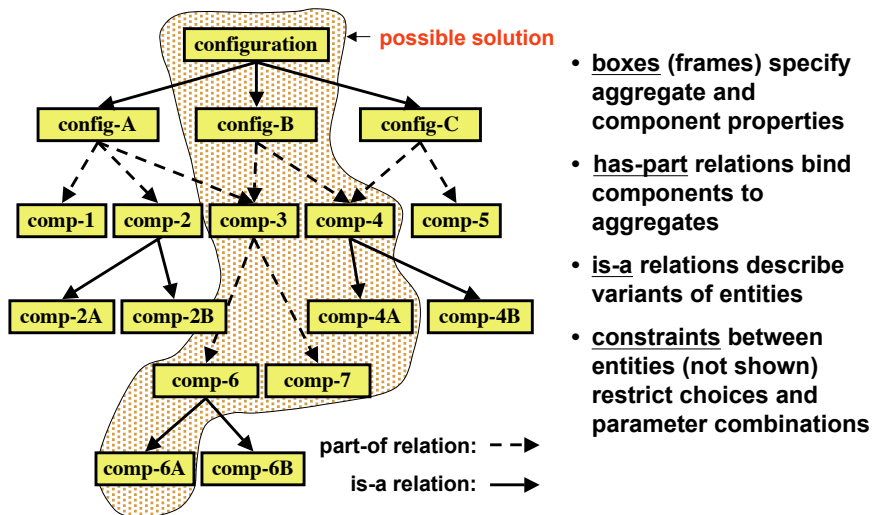 configuration
possible solution
config-A
config-B
config-C
comp-1
comp-2
comp-3
comp-4
comp-5
comp-2A
comp-2B
comp-4A
comp-4B
comp-6
comp-7
comp-6A
comp-6B
part-of relation:
is-a relation:
• boxes (frames) specify
aggregate and
component properties
• has-part relations bind
components to
aggregates
• is-a relations describe
variants of entities
• constraints between
entities (not shown)
restrict choices and
parameter combinations